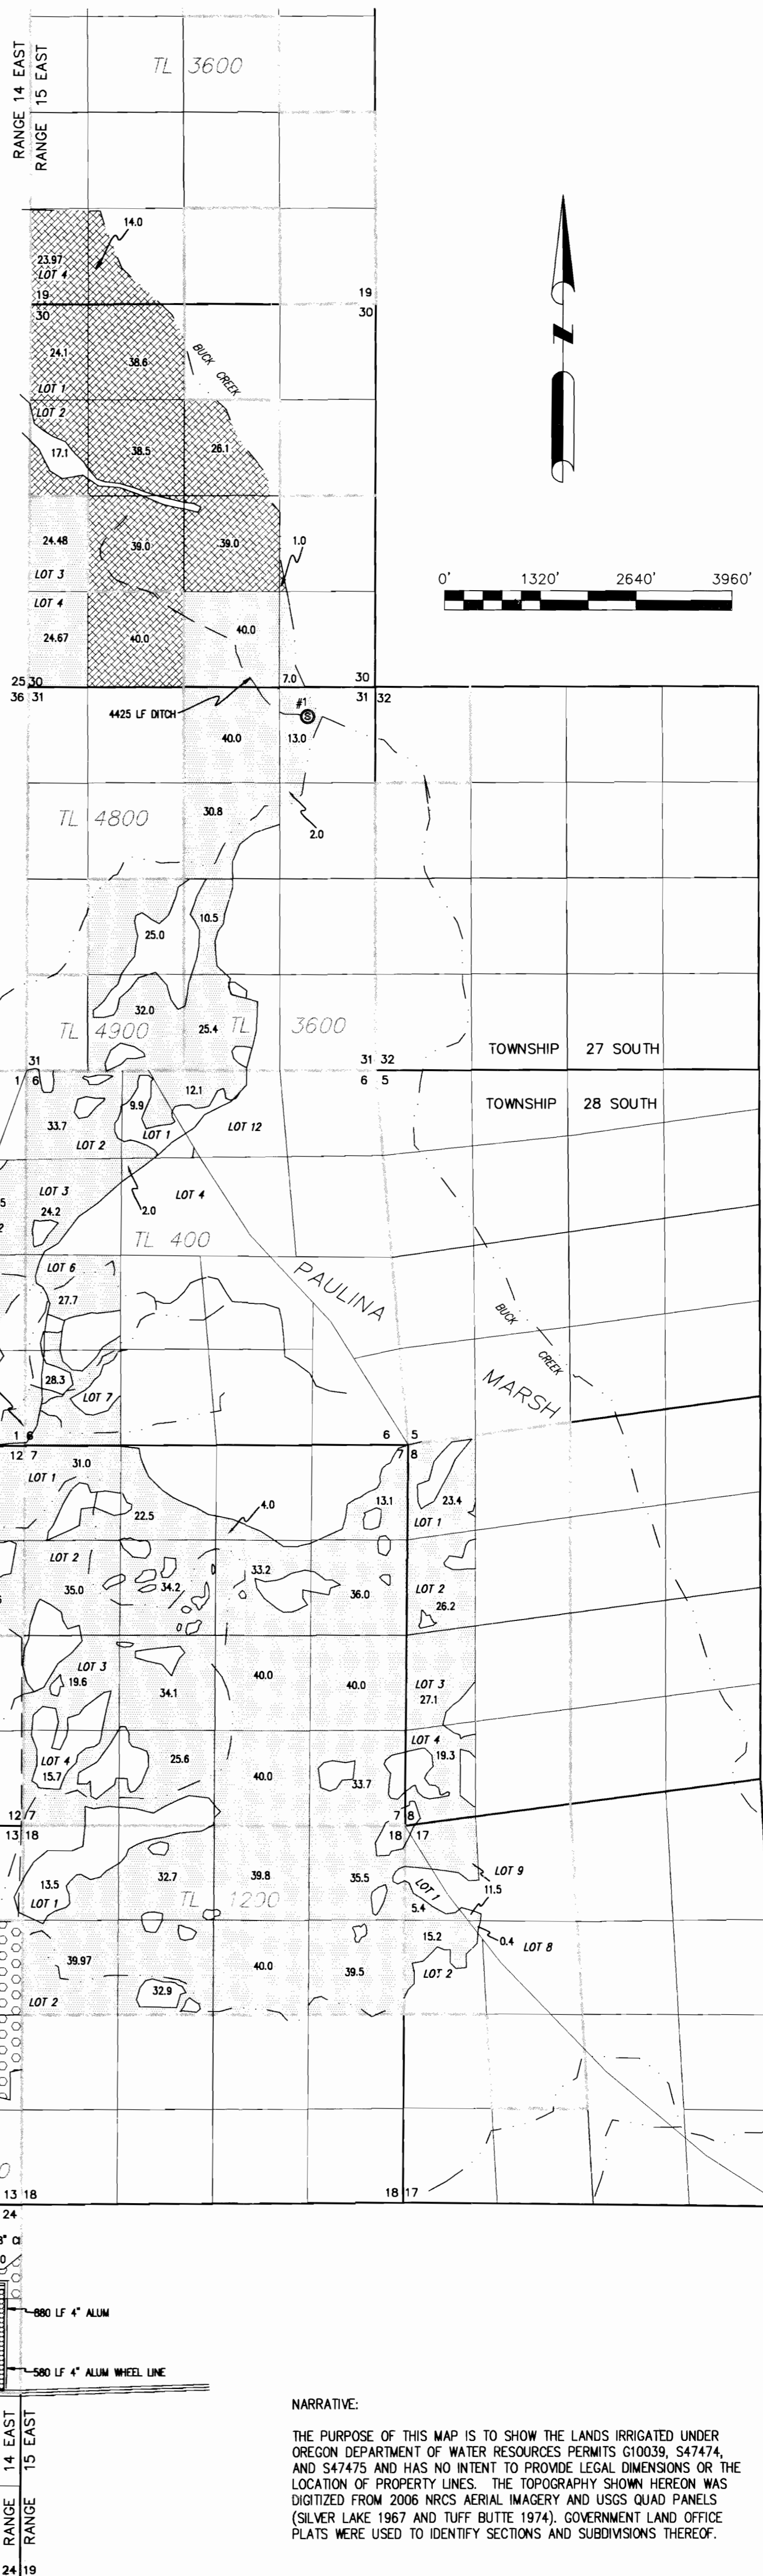 RANGE 14 EAST
RANGE 15 EAST
TL 3600
14.0
23.97
LOT 4
19
30
19
30
BUCK CREEK
24.1
38.6
LOT 1
LOT 2
17.1
38.5
26.1
24.48
39.0
39.0
1.0
LOT 3
LOT 4
24.67
40.0
40.0
0' 1320' 2640' 3960'
25 30
7.0
30
36 31
31 32
#1
S
4425 LF DITCH
40.0
13.0
TL 4800
30.8
2.0
10.5
25.0
32.0
TL 4900
25.4
TL 3600
31
31 32
TOWNSHIP 27 SOUTH
1 6
6 5
TOWNSHIP 28 SOUTH
9.9
12.1
33.7
LOT 1
LOT 12
LOT 2
LOT 3
24.2
2.0
LOT 4
5
2
TL 400
LOT 6
27.7
PAULINA
BUCK CREEK
28.3
LOT 7
MARSH
1 6
6 5
12 7
7 8
31.0
LOT 1
22.5
4.0
13.1
23.4
LOT 1
LOT 2
35.0
34.2
33.2
36.0
LOT 2
26.2
LOT 3
19.6
34.1
40.0
40.0
LOT 3
27.1
LOT 4
15.7
25.6
40.0
33.7
LOT 4
19.3
12 7
7 8
13 18
18 17
13.5
LOT 1
32.7
39.8
35.5
LOT 9
11.5
LOT 1
5.4
TL 1200
15.2
0.4
LOT 8
39.97
40.0
39.5
LOT 2
LOT 2
32.9
0
13 18
18 17
24
0
880 LF 4" ALUM
580 LF 4" ALUM WHEEL LINE
RANGE 14 EAST
RANGE 15 EAST
24 19
NARRATIVE:
THE PURPOSE OF THIS MAP IS TO SHOW THE LANDS IRRIGATED UNDER
OREGON DEPARTMENT OF WATER RESOURCES PERMITS G10039, S47474,
AND S47475 AND HAS NO INTENT TO PROVIDE LEGAL DIMENSIONS OR THE
LOCATION OF PROPERTY LINES. THE TOPOGRAPHY SHOWN HEREON WAS
DIGITIZED FROM 2006 NRCS AERIAL IMAGERY AND USGS QUAD PANELS
(SILVER LAKE 1967 AND TUFF BUTTE 1974). GOVERNMENT LAND OFFICE
PLATS WERE USED TO IDENTIFY SECTIONS AND SUBDIVISIONS THEREOF.